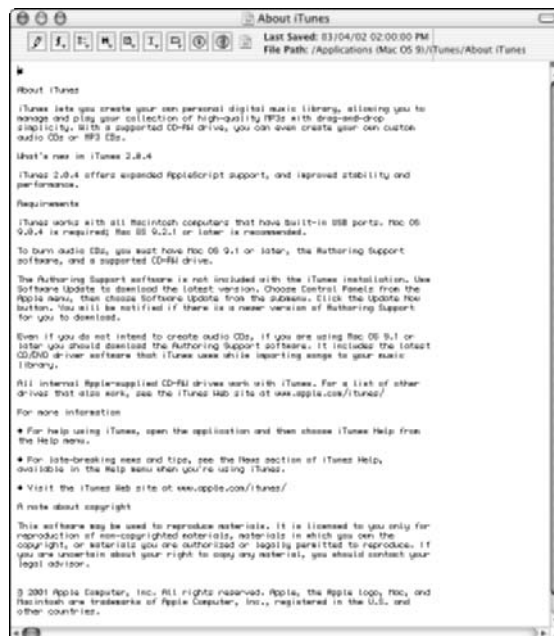 About iTunes
Last Saved: 03/04/02 02:00:00 PM
File Path: /Applications (Mac OS 9)/iTunes/About iTunes
About iTunes
iTunes lets you create your own personal digital music library, allowing you to
manage and play your collection of high-quality MP3s with drag-and-drop
simplicity. With a supported CD-RW drive, you can even create your own custom
audio CDs or MP3 CDs.
What's new in iTunes 2.0.4
iTunes 2.0.4 offers expanded AppleScript support, and improved stability and
performance.
Requirements
iTunes works with all Macintosh computers that have built-in USB ports. Mac OS
9.0.4 is required; Mac OS 9.2.1 or later is recommended.
To burn audio CDs, you must have Mac OS 9.1 or later, the Authoring Support
software, and a supported CD-RW drive.
The Authoring Support software is not included with the iTunes installation. Use
Software Update to download the latest version. Choose Control Panels from the
Apple menu, then choose Software Update from the submenu. Click the Update Now
button. You will be notified if there is a newer version of Authoring Support
for you to download.
Even if you do not intend to create audio CDs, if you are using Mac OS 9.1 or
later you should download the Authoring Support software. It includes the latest
CD/DVD driver software that iTunes uses while importing songs to your music
library.
All internal Apple-supplied CD-RW drives work with iTunes. For a list of other
drives that also work, see the iTunes Web site at www.apple.com/itunes/
For more information
♦ For help using iTunes, open the application and then choose iTunes Help from
the Help menu.
♦ For late-breaking news and tips, see the News section of iTunes Help,
available in the Help menu when you're using iTunes.
♦ Visit the iTunes Web site at www.apple.com/itunes/
A note about copyright
This software may be used to reproduce materials. It is licensed to you only for
reproduction of non-copyrighted materials, materials in which you own the
copyright, or materials you are authorized or legally permitted to reproduce. If
you are uncertain about your right to copy any material, you should contact your
legal advisor.
© 2001 Apple Computer, Inc. All rights reserved. Apple, the Apple logo, Mac, and
Macintosh are trademarks of Apple Computer, Inc., registered in the U.S. and
other countries.